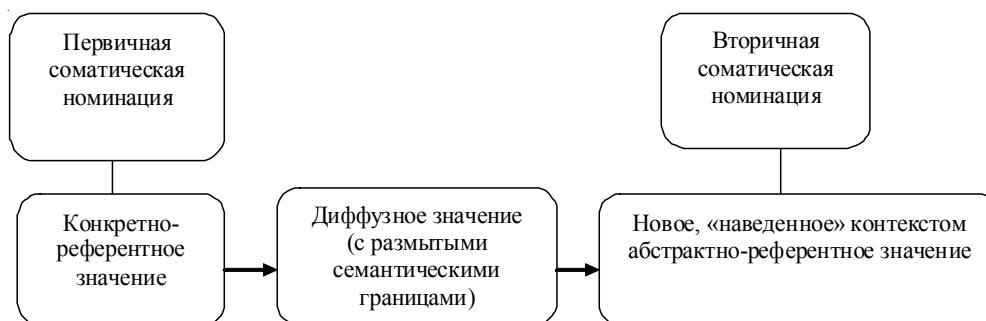 Первичная
соматическая
номинация
Вторичная
соматическая
номинация
Конкретно-
референтное
значение
Диффузное значение
(с размытыми
семантическими
границами)
Новое, «наведенное» контекстом
абстрактно-референтное значение